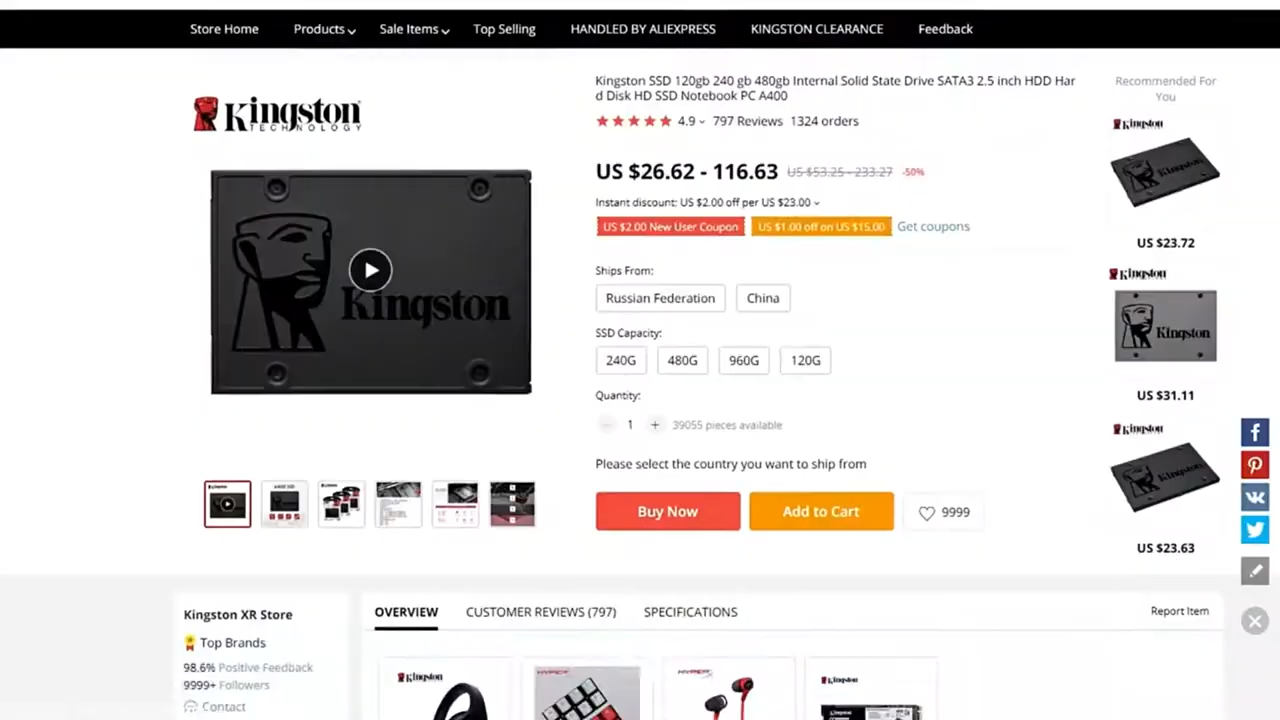 Store Home Products Sale Items Top Selling HANDLED BY ALIEXPRESS KINGSTON CLEARANCE Feedback
Kingston
TECHNOLOGY
Kingston
Kingston SSD 120gb 240 gb 480gb Internal Solid State Drive SATA3 2.5 inch HDD Har
d Disk HD SSD Notebook PC A400
4.9 797 Reviews 1324 orders
US $26.62 - 116.63 US $53.25 - 233.27 -50%
Instant discount: US $2.00 off per US $23.00
US $2.00 New User Coupon US $1.00 off on US $15.00 Get coupons
Ships From:
Russian Federation China
SSD Capacity:
240G 480G 960G 120G
Quantity:
1 + 39055 pieces available
Please select the country you want to ship from
Buy Now Add to Cart 9999
Recommended For
You
Kingston
Kingston
US $23.72
Kingston
Kingston
US $31.11
Kingston
Kingston
US $23.63
Kingston XR Store
Top Brands
98.6% Positive Feedback
9999+ Followers
Contact
OVERVIEW CUSTOMER REVIEWS (797) SPECIFICATIONS Report Item
Kingston
HYPERX
HYPERX
Kingston